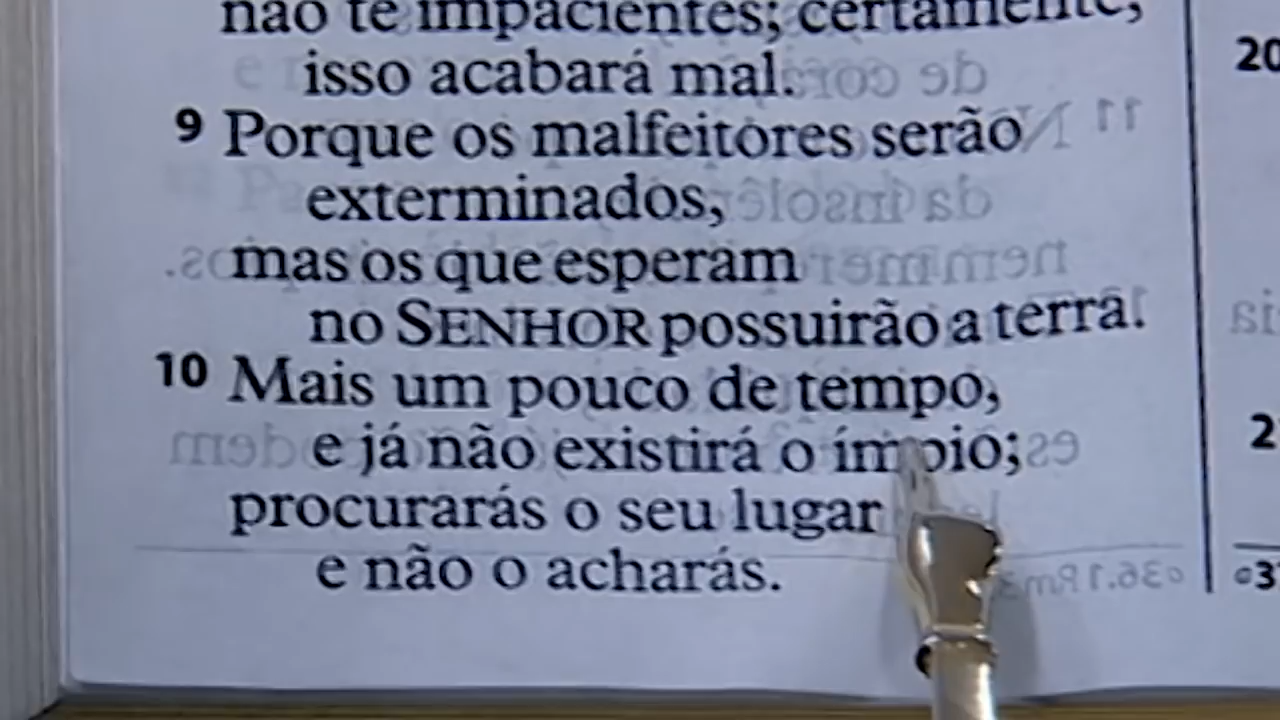 não te impacientes; certamente,
isso acabará mal.
9 Porque os malfeitores serão
exterminados,
mas os que esperam
no SENHOR possuirão a terra.
10 Mais um pouco de tempo,
e já não existirá o ímpio;
procurarás o seu lugar
e não o acharás.
20